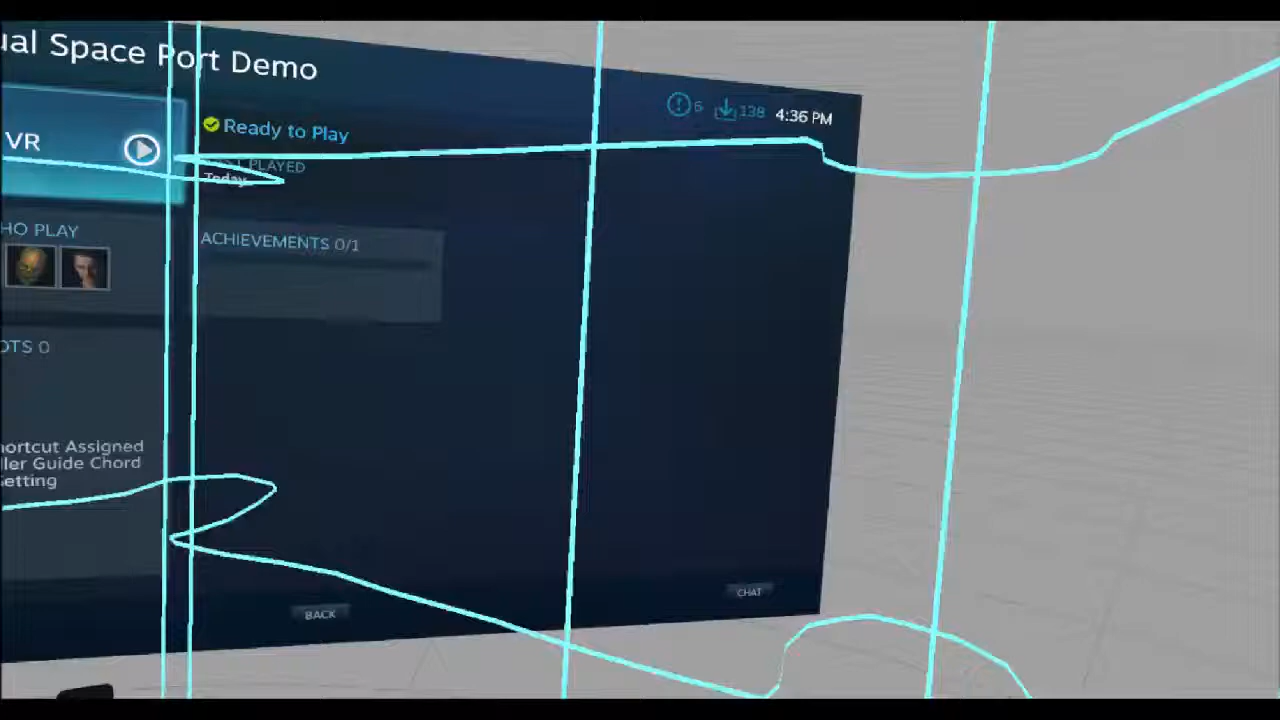 ual Space Port Demo
6 138 4:36 PM
VR
Ready to Play
PLAYED
Today
HO PLAY
ACHIEVEMENTS 0/1
OTS 0
hortcut Assigned
ller Guide Chord
etting
CHAT
BACK